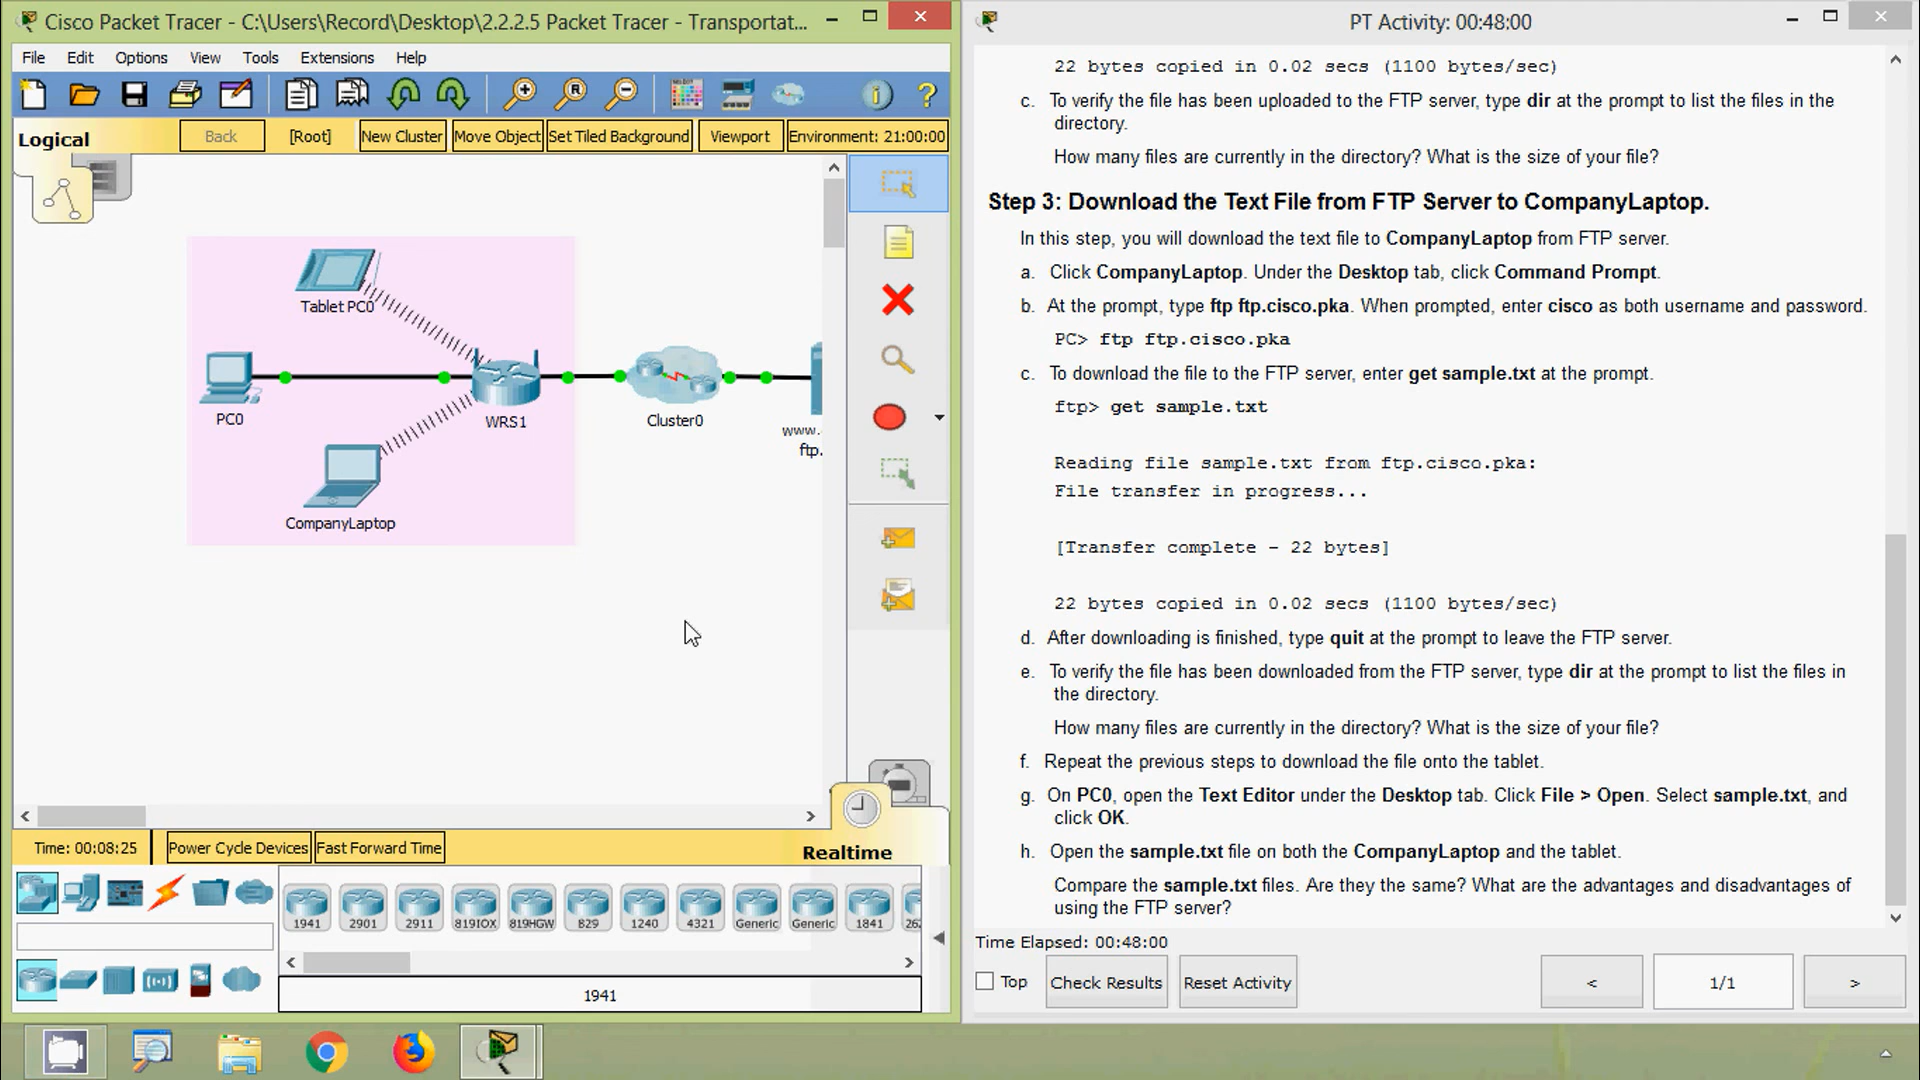 Cisco Packet Tracer - C:\Users\Record\Desktop\2.2.2.5 Packet Tracer - Transportat...
File Edit Options View Tools Extensions Help
Logical Back [Root] New Cluster Move Object Set Tiled Background Viewport Environment: 21:00:00
Tablet PC0
PC0
WRS1
Cluster0
www.
ftp.
CompanyLaptop
Time: 00:08:25 Power Cycle Devices Fast Forward Time Realtime
1941 2901 2911 819IOX 819HGW 829 1240 4321 Generic Generic 1841 262
1941
PT Activity: 00:48:00
22 bytes copied in 0.02 secs (1100 bytes/sec)
c. To verify the file has been uploaded to the FTP server, type dir at the prompt to list the files in the
directory.
How many files are currently in the directory? What is the size of your file?
Step 3: Download the Text File from FTP Server to CompanyLaptop.
In this step, you will download the text file to CompanyLaptop from FTP server.
a. Click CompanyLaptop. Under the Desktop tab, click Command Prompt.
b. At the prompt, type ftp ftp.cisco.pka. When prompted, enter cisco as both username and password.
PC> ftp ftp.cisco.pka
c. To download the file to the FTP server, enter get sample.txt at the prompt.
ftp> get sample.txt
Reading file sample.txt from ftp.cisco.pka:
File transfer in progress...
[Transfer complete - 22 bytes]
22 bytes copied in 0.02 secs (1100 bytes/sec)
d. After downloading is finished, type quit at the prompt to leave the FTP server.
e. To verify the file has been downloaded from the FTP server, type dir at the prompt to list the files in
the directory.
How many files are currently in the directory? What is the size of your file?
f. Repeat the previous steps to download the file onto the tablet.
g. On PC0, open the Text Editor under the Desktop tab. Click File > Open. Select sample.txt, and
click OK.
h. Open the sample.txt file on both the CompanyLaptop and the tablet.
Compare the sample.txt files. Are they the same? What are the advantages and disadvantages of
using the FTP server?
Time Elapsed: 00:48:00
Top Check Results Reset Activity < 1/1 >